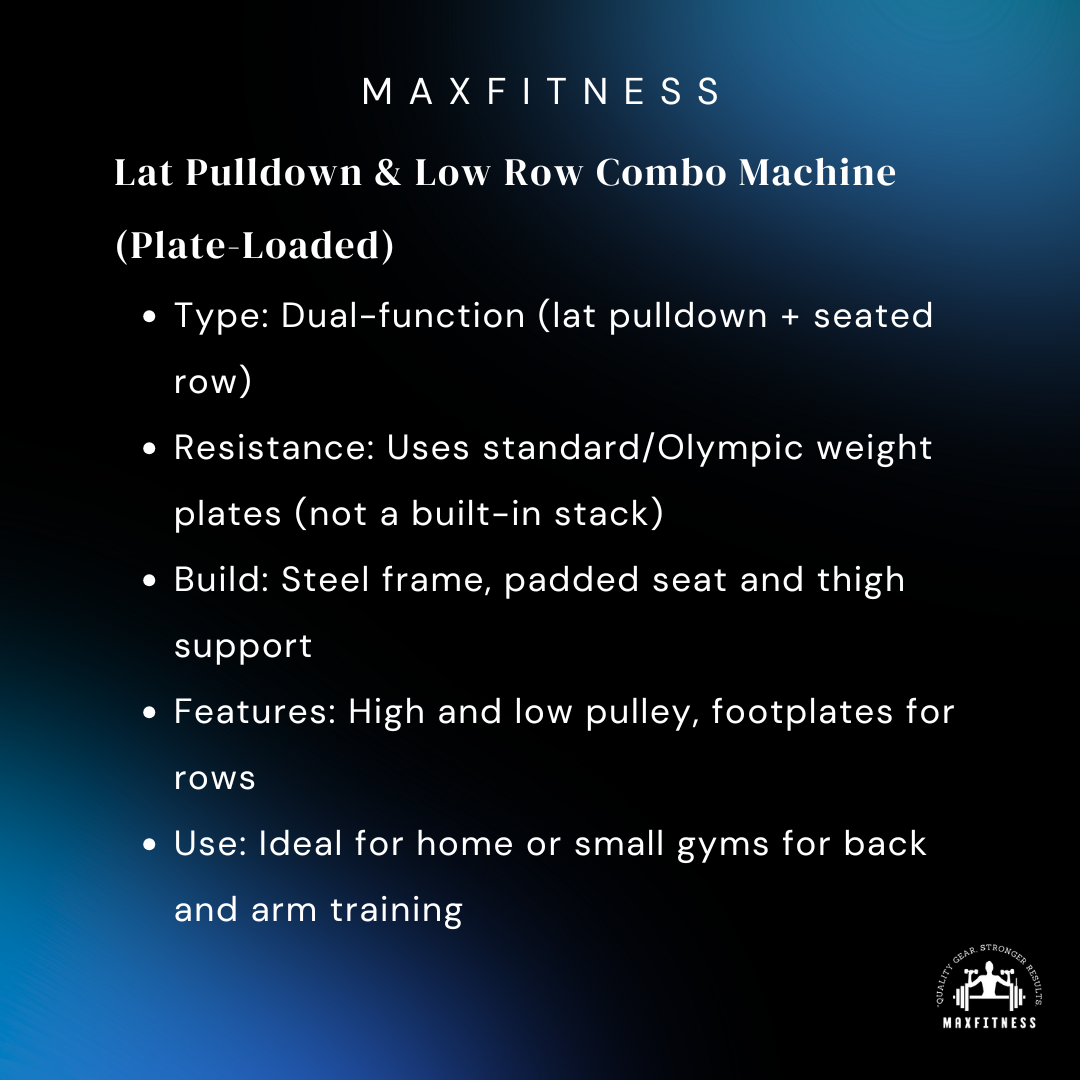 MAXFITNESS
Lat Pulldown & Low Row Combo Machine
(Plate-Loaded)
• Type: Dual-function (lat pulldown + seated
row)
• Resistance: Uses standard/Olympic weight
plates (not a built-in stack)
• Build: Steel frame, padded seat and thigh
support
• Features: High and low pulley, footplates for
rows
• Use: Ideal for home or small gyms for back
and arm training
"QUALITY GEAR. STRONGER RESULTS.
MAXFITNESS